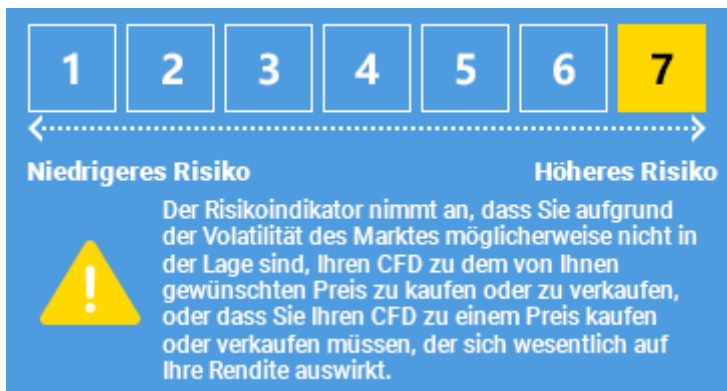 1 2 3 4 5 6 7
Niedrigeres Risiko Höheres Risiko
Der Risikoindikator nimmt an, dass Sie aufgrund
der Volatilität des Marktes möglicherweise nicht in
der Lage sind, Ihren CFD zu dem von Ihnen
gewünschten Preis zu kaufen oder zu verkaufen,
oder dass Sie Ihren CFD zu einem Preis kaufen
oder verkaufen müssen, der sich wesentlich auf
Ihre Rendite auswirkt.